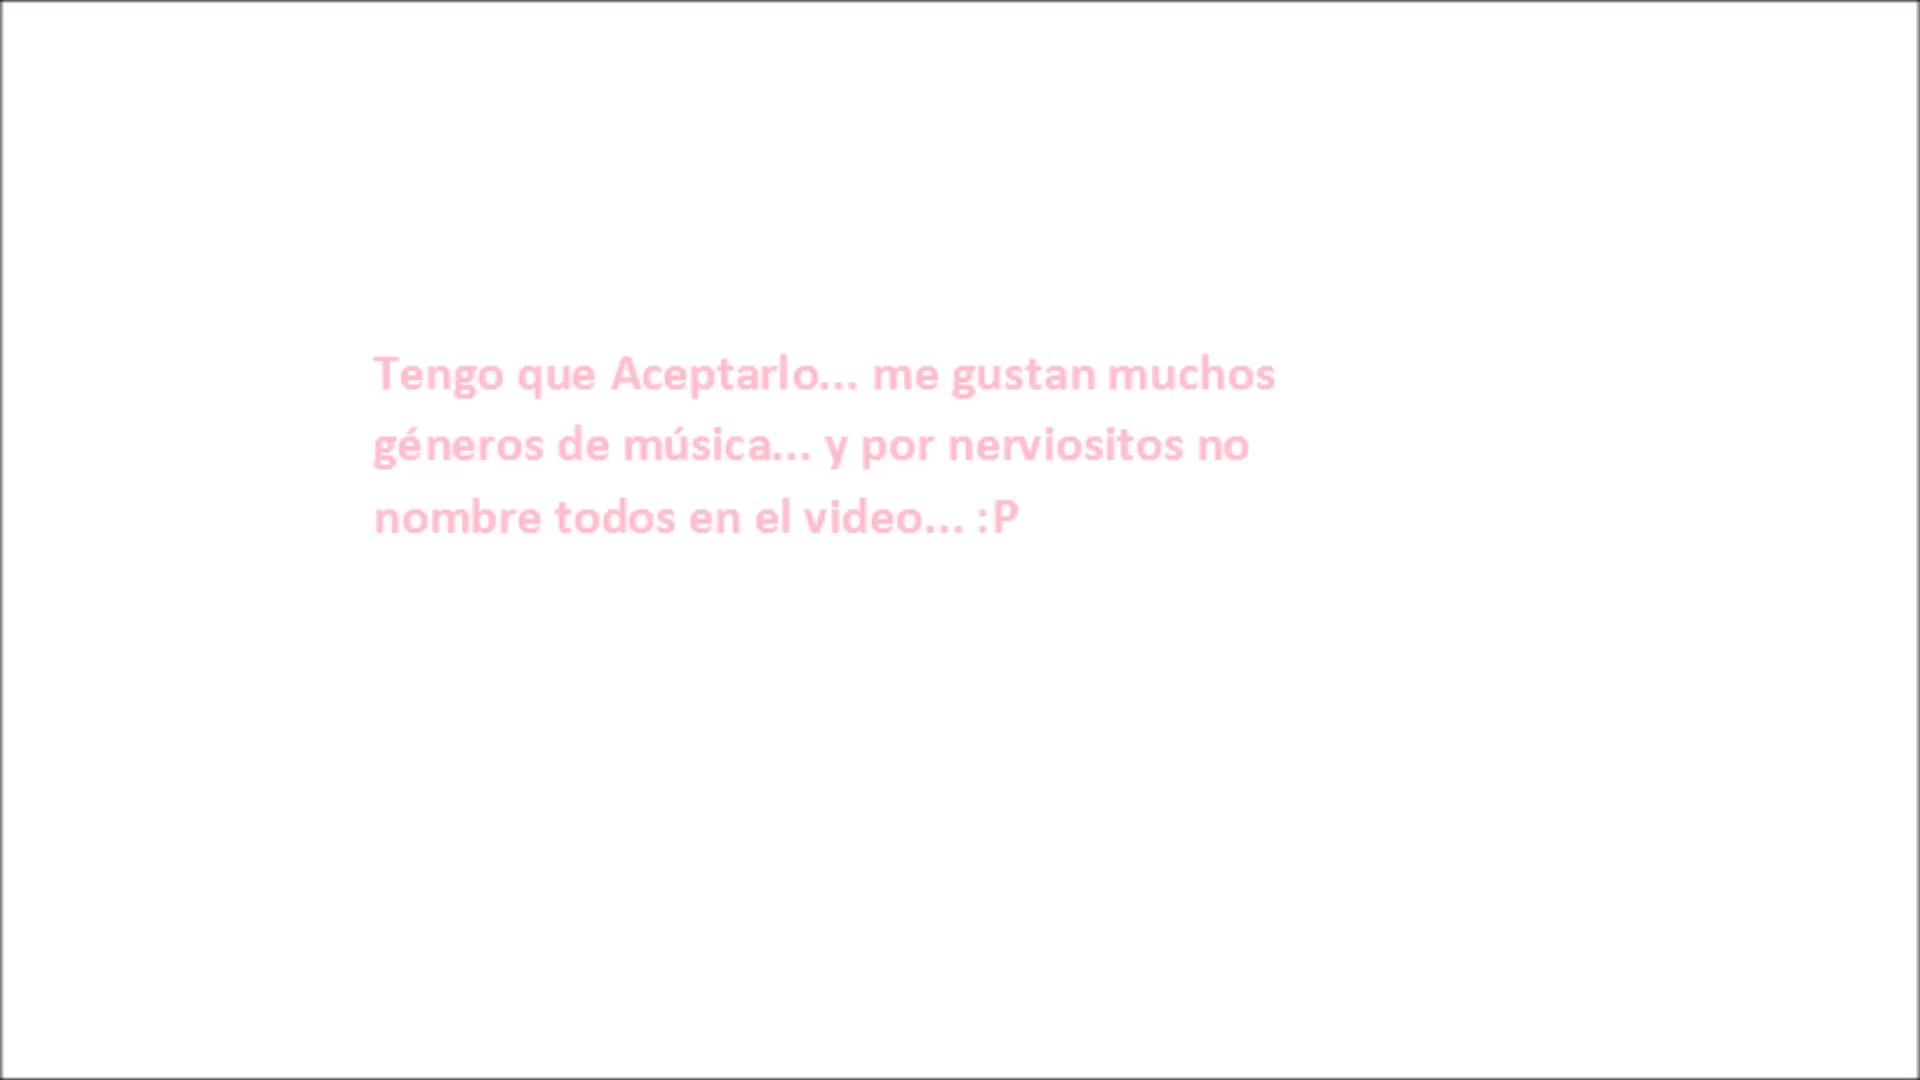 Tengo que Aceptarlo... me gustan muchos
géneros de música... y por nerviositos no
nombre todos en el video... :P